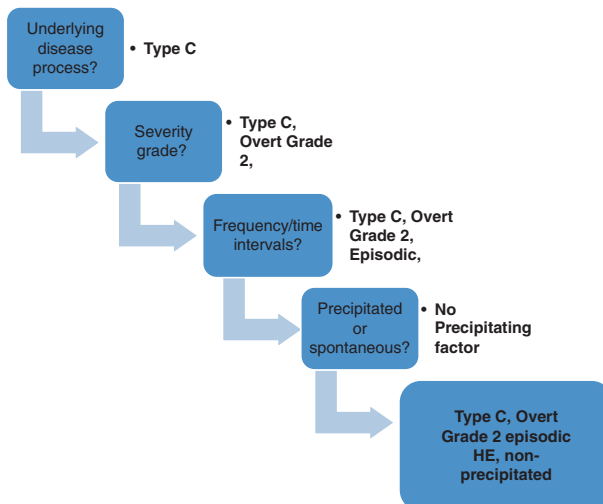 Underlying
disease
process?
• Type C
Severity
grade?
• Type C,
Overt Grade
2,
Frequency/time
intervals?
• Type C, Overt
Grade 2,
Episodic,
Precipitated
or
spontaneous?
• No
Precipitating
factor
Type C, Overt
Grade 2 episodic
HE, non-
precipitated